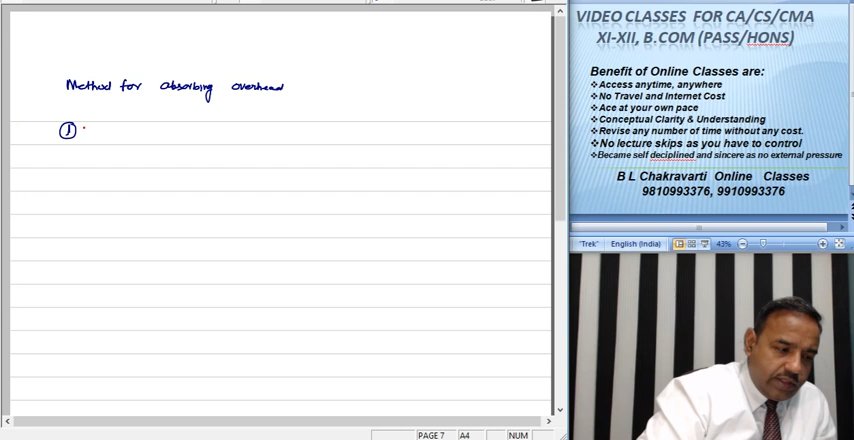 Method for absorbing overhead
1
PAGE 7 A4 NUM
VIDEO CLASSES FOR CA/CS/CMA
XI-XII, B.COM (PASS/HONS)
Benefit of Online Classes are:
❖Access anytime, anywhere
❖No Travel and Internet Cost
❖Ace at your own pace
❖Conceptual Clarity & Understanding
❖Revise any number of time without any cost.
❖No lecture skips as you have to control
❖Became self deciplined and sincere as no external pressure
B L Chakravarti Online Classes
9810993376, 9910993376
"Trek" English (India) 43%